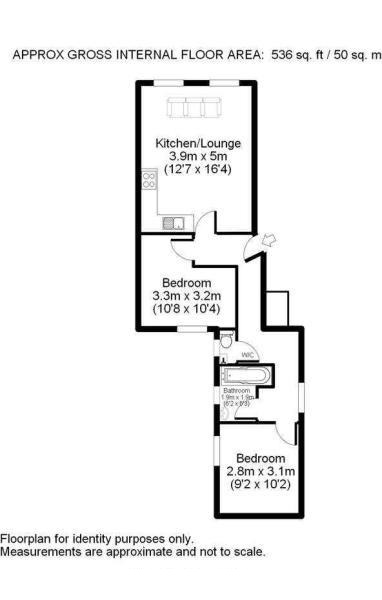 APPROX GROSS INTERNAL FLOOR AREA: 536 sq. ft / 50 sq. m
Kitchen/Lounge
3.9m x 5m
(12'7 x 16'4)
Bedroom
3.3m x 3.2m
(10'8 x 10'4)
W/C
Bathroom
1.9m x 1.9m
(6'2 x 6'3)
Bedroom
2.8m x 3.1m
(9'2 x 10'2)
Floorplan for identity purposes only.
Measurements are approximate and not to scale.